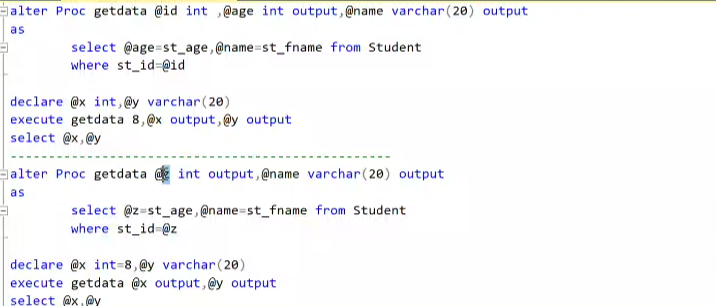 alter Proc getdata @id int ,@age int output,@name varchar(20) output
as
select @age=st_age,@name=st_fname from Student
where st_id=@id
declare @x int,@y varchar(20)
execute getdata 8,@x output,@y output
select @x,@y
--------------------------------------------------
alter Proc getdata @z int output,@name varchar(20) output
as
select @z=st_age,@name=st_fname from Student
where st_id=@z
declare @x int=8,@y varchar(20)
execute getdata @x output,@y output
select @x,@y